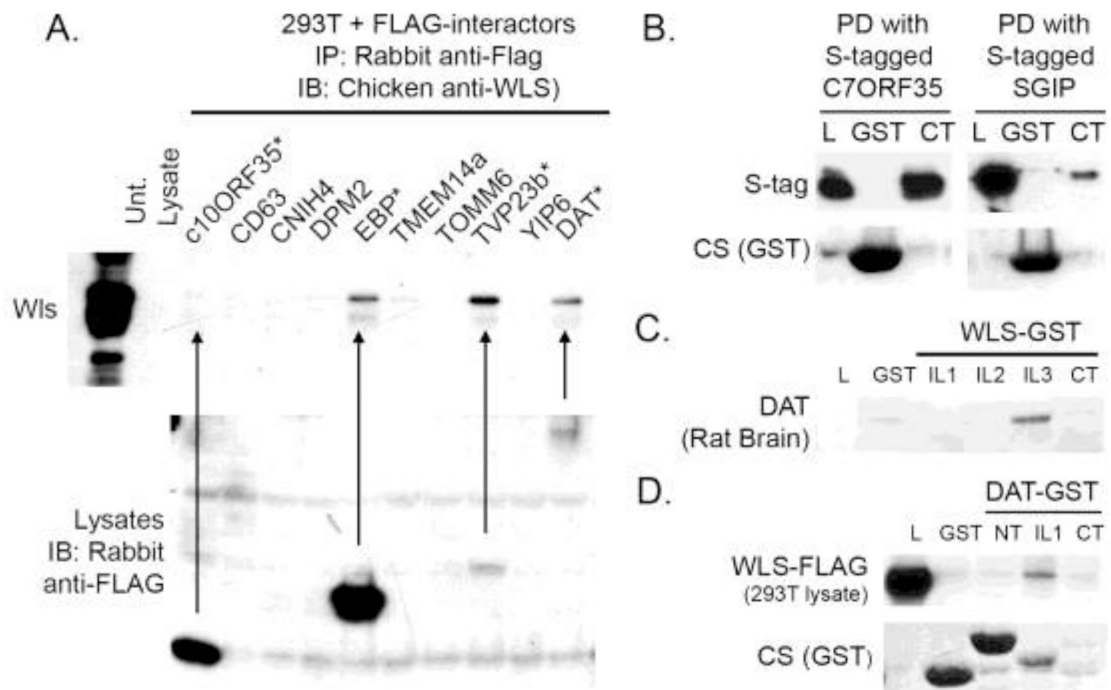 A.
293T + FLAG-interactors
IP: Rabbit anti-Flag
IB: Chicken anti-WLS)
Unt.
Lysate
c10ORF35*
CD63
CNIH4
DPM2
EBP*
TMEM14a
TOMM6
TVP23b*
YIP6
DAT*
Wls
Lysates
IB: Rabbit
anti-FLAG
B.
PD with
S-tagged
C7ORF35
PD with
S-tagged
SGIP
L GST CT L GST CT
S-tag
CS (GST)
C.
WLS-GST
L GST IL1 IL2 IL3 CT
DAT
(Rat Brain)
D.
DAT-GST
L GST NT IL1 CT
WLS-FLAG
(293T lysate)
CS (GST)